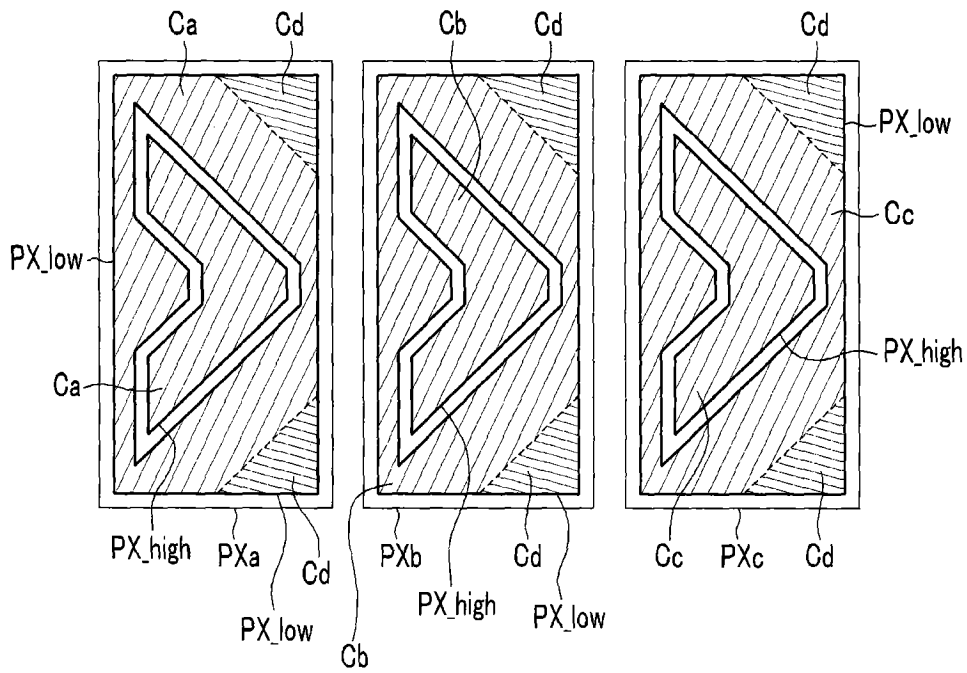 Ca Cd Cb Cd Cd
PX_low
Cc
PX_low
PX_high
Ca
PX_high PXa Cd PXb Cd Cc PXc Cd
PX_high
PX_low PX_low
Cb